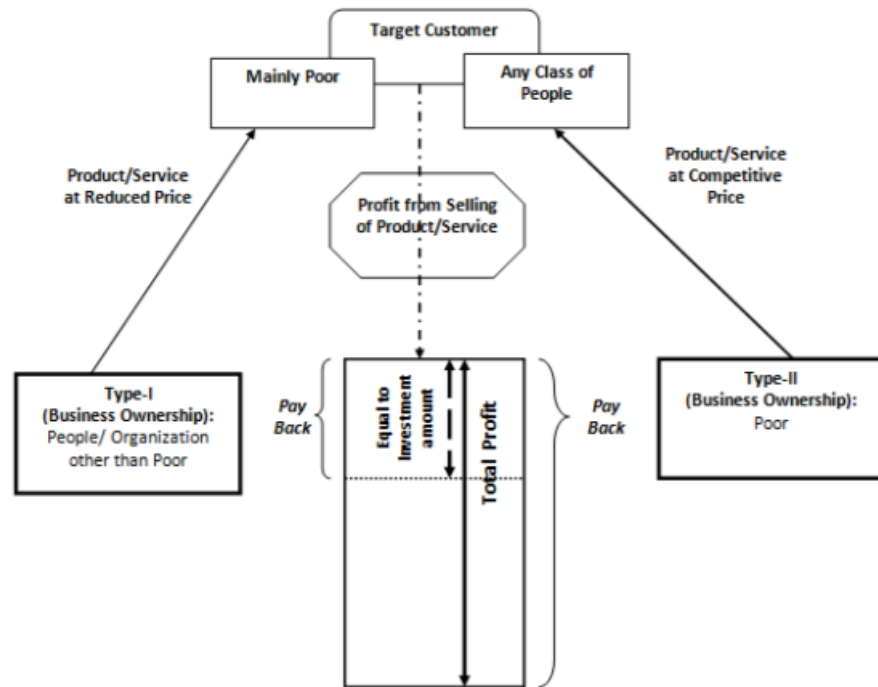 Target Customer
Mainly Poor
Any Class of
People
Product/Service
at Reduced Price
Product/Service
at Competitive
Price
Profit from Selling
of Product/Service
Type-I
(Business Ownership):
People/ Organization
other than Poor
Pay
Back
Equal to
Investment
amount
Total Profit
Pay
Back
Type-II
(Business Ownership):
Poor